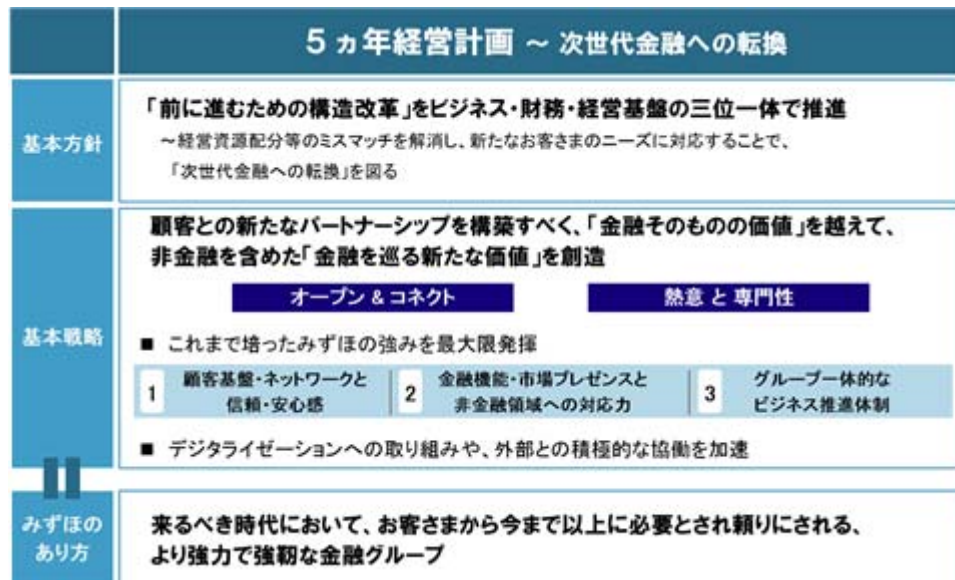 5ヵ年経営計画 ~ 次世代金融への転換
基本方針
「前に進むための構造改革」をビジネス・財務・経営基盤の三位一体で推進
~経営資源配分等のミスマッチを解消し、新たなお客さまのニーズに対応することで、
「次世代金融への転換」を図る
基本戦略
顧客との新たなパートナーシップを構築すべく、「金融そのものの価値」を越えて、
非金融を含めた「金融を巡る新たな価値」を創造
オープン & コネクト
熱意 と 専門性
■ これまで培ったみずほの強みを最大限発揮
1
顧客基盤・ネットワークと
信頼・安心感
2
金融機能・市場プレゼンスと
非金融領域への対応力
3
グループ一体的な
ビジネス推進体制
■ デジタライゼーションへの取り組みや、外部との積極的な協働を加速
みずほの
あり方
来るべき時代において、お客さまから今まで以上に必要とされ頼りにされる、
より強力で強靭な金融グループ